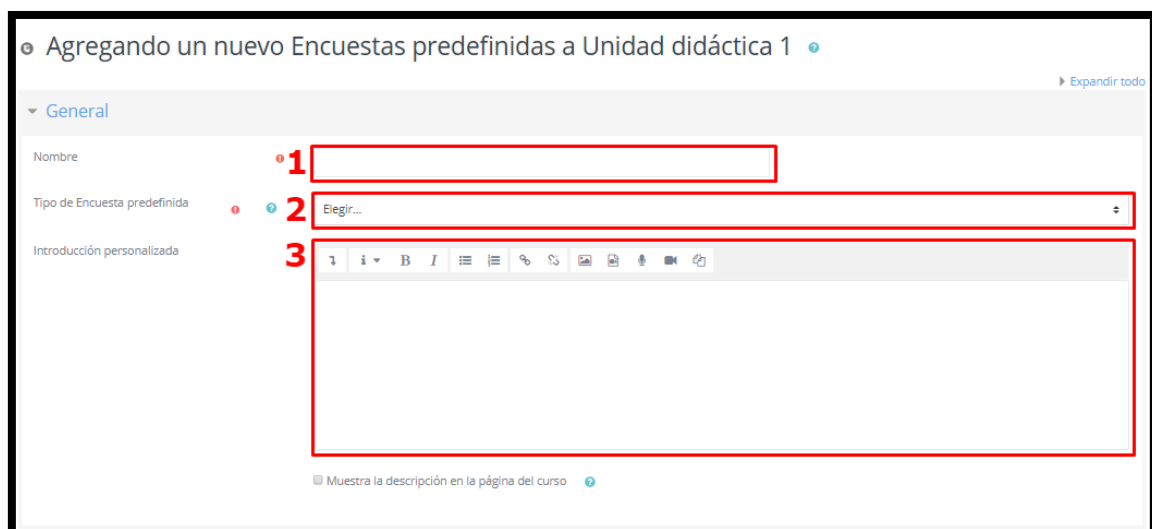 Agregando un nuevo Encuestas predefinidas a Unidad didáctica 1
Expandir todo
General
Nombre 1
Tipo de Encuesta predefinida 2 Elegir...
Introducción personalizada 3
B I
Muestra la descripción en la página del curso